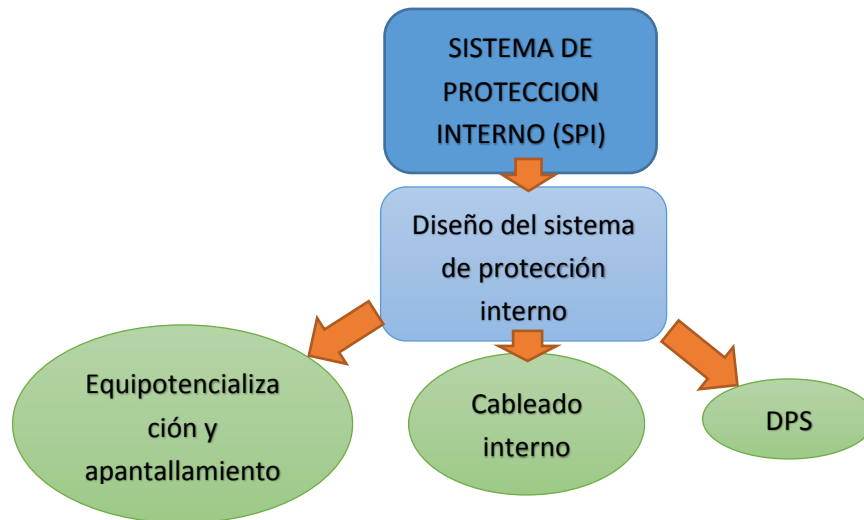 SISTEMA DE
PROTECCION
INTERNO (SPI)
Diseño del sistema
de protección
interno
Equipotencializa
ción y
apantallamiento
Cableado
interno
DPS